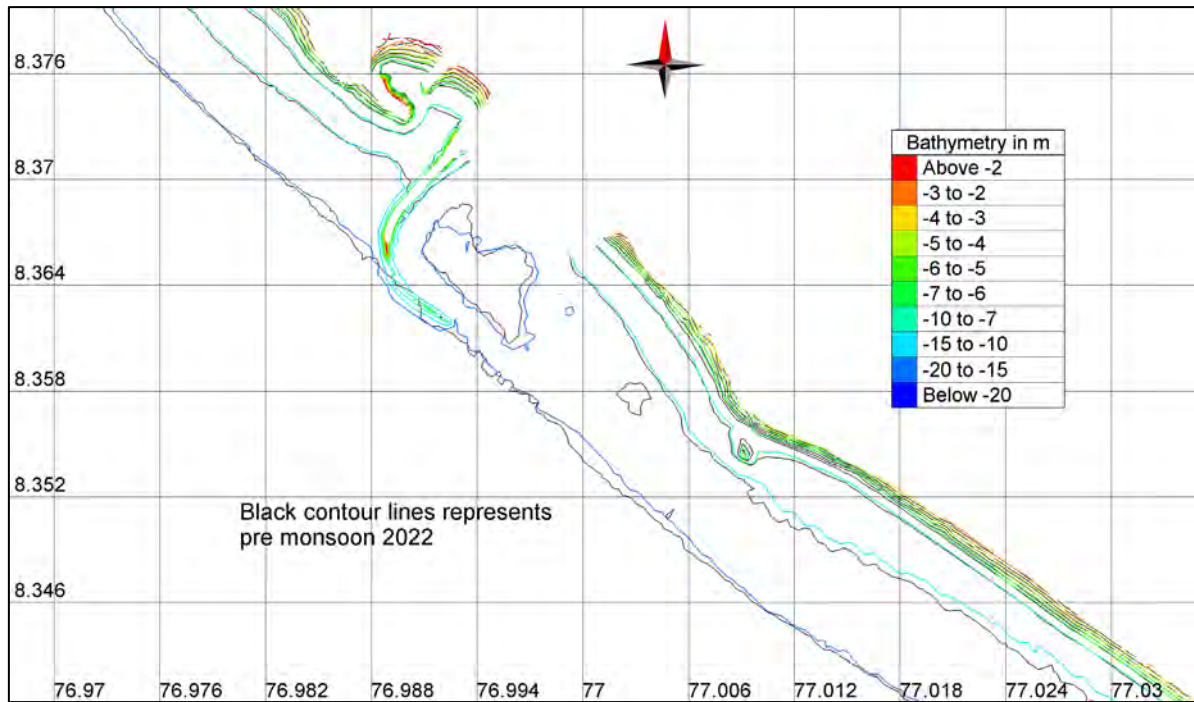 8.376
8.37
8.364
8.358
8.352
8.346
Bathymetry in m
Above -2
-3 to -2
-4 to -3
-5 to -4
-6 to -5
-7 to -6
-10 to -7
-15 to -10
-20 to -15
Below -20
Black contour lines represents
pre monsoon 2022
76.97 76.976 76.982 76.988 76.994 77 77.006 77.012 77.018 77.024 77.03